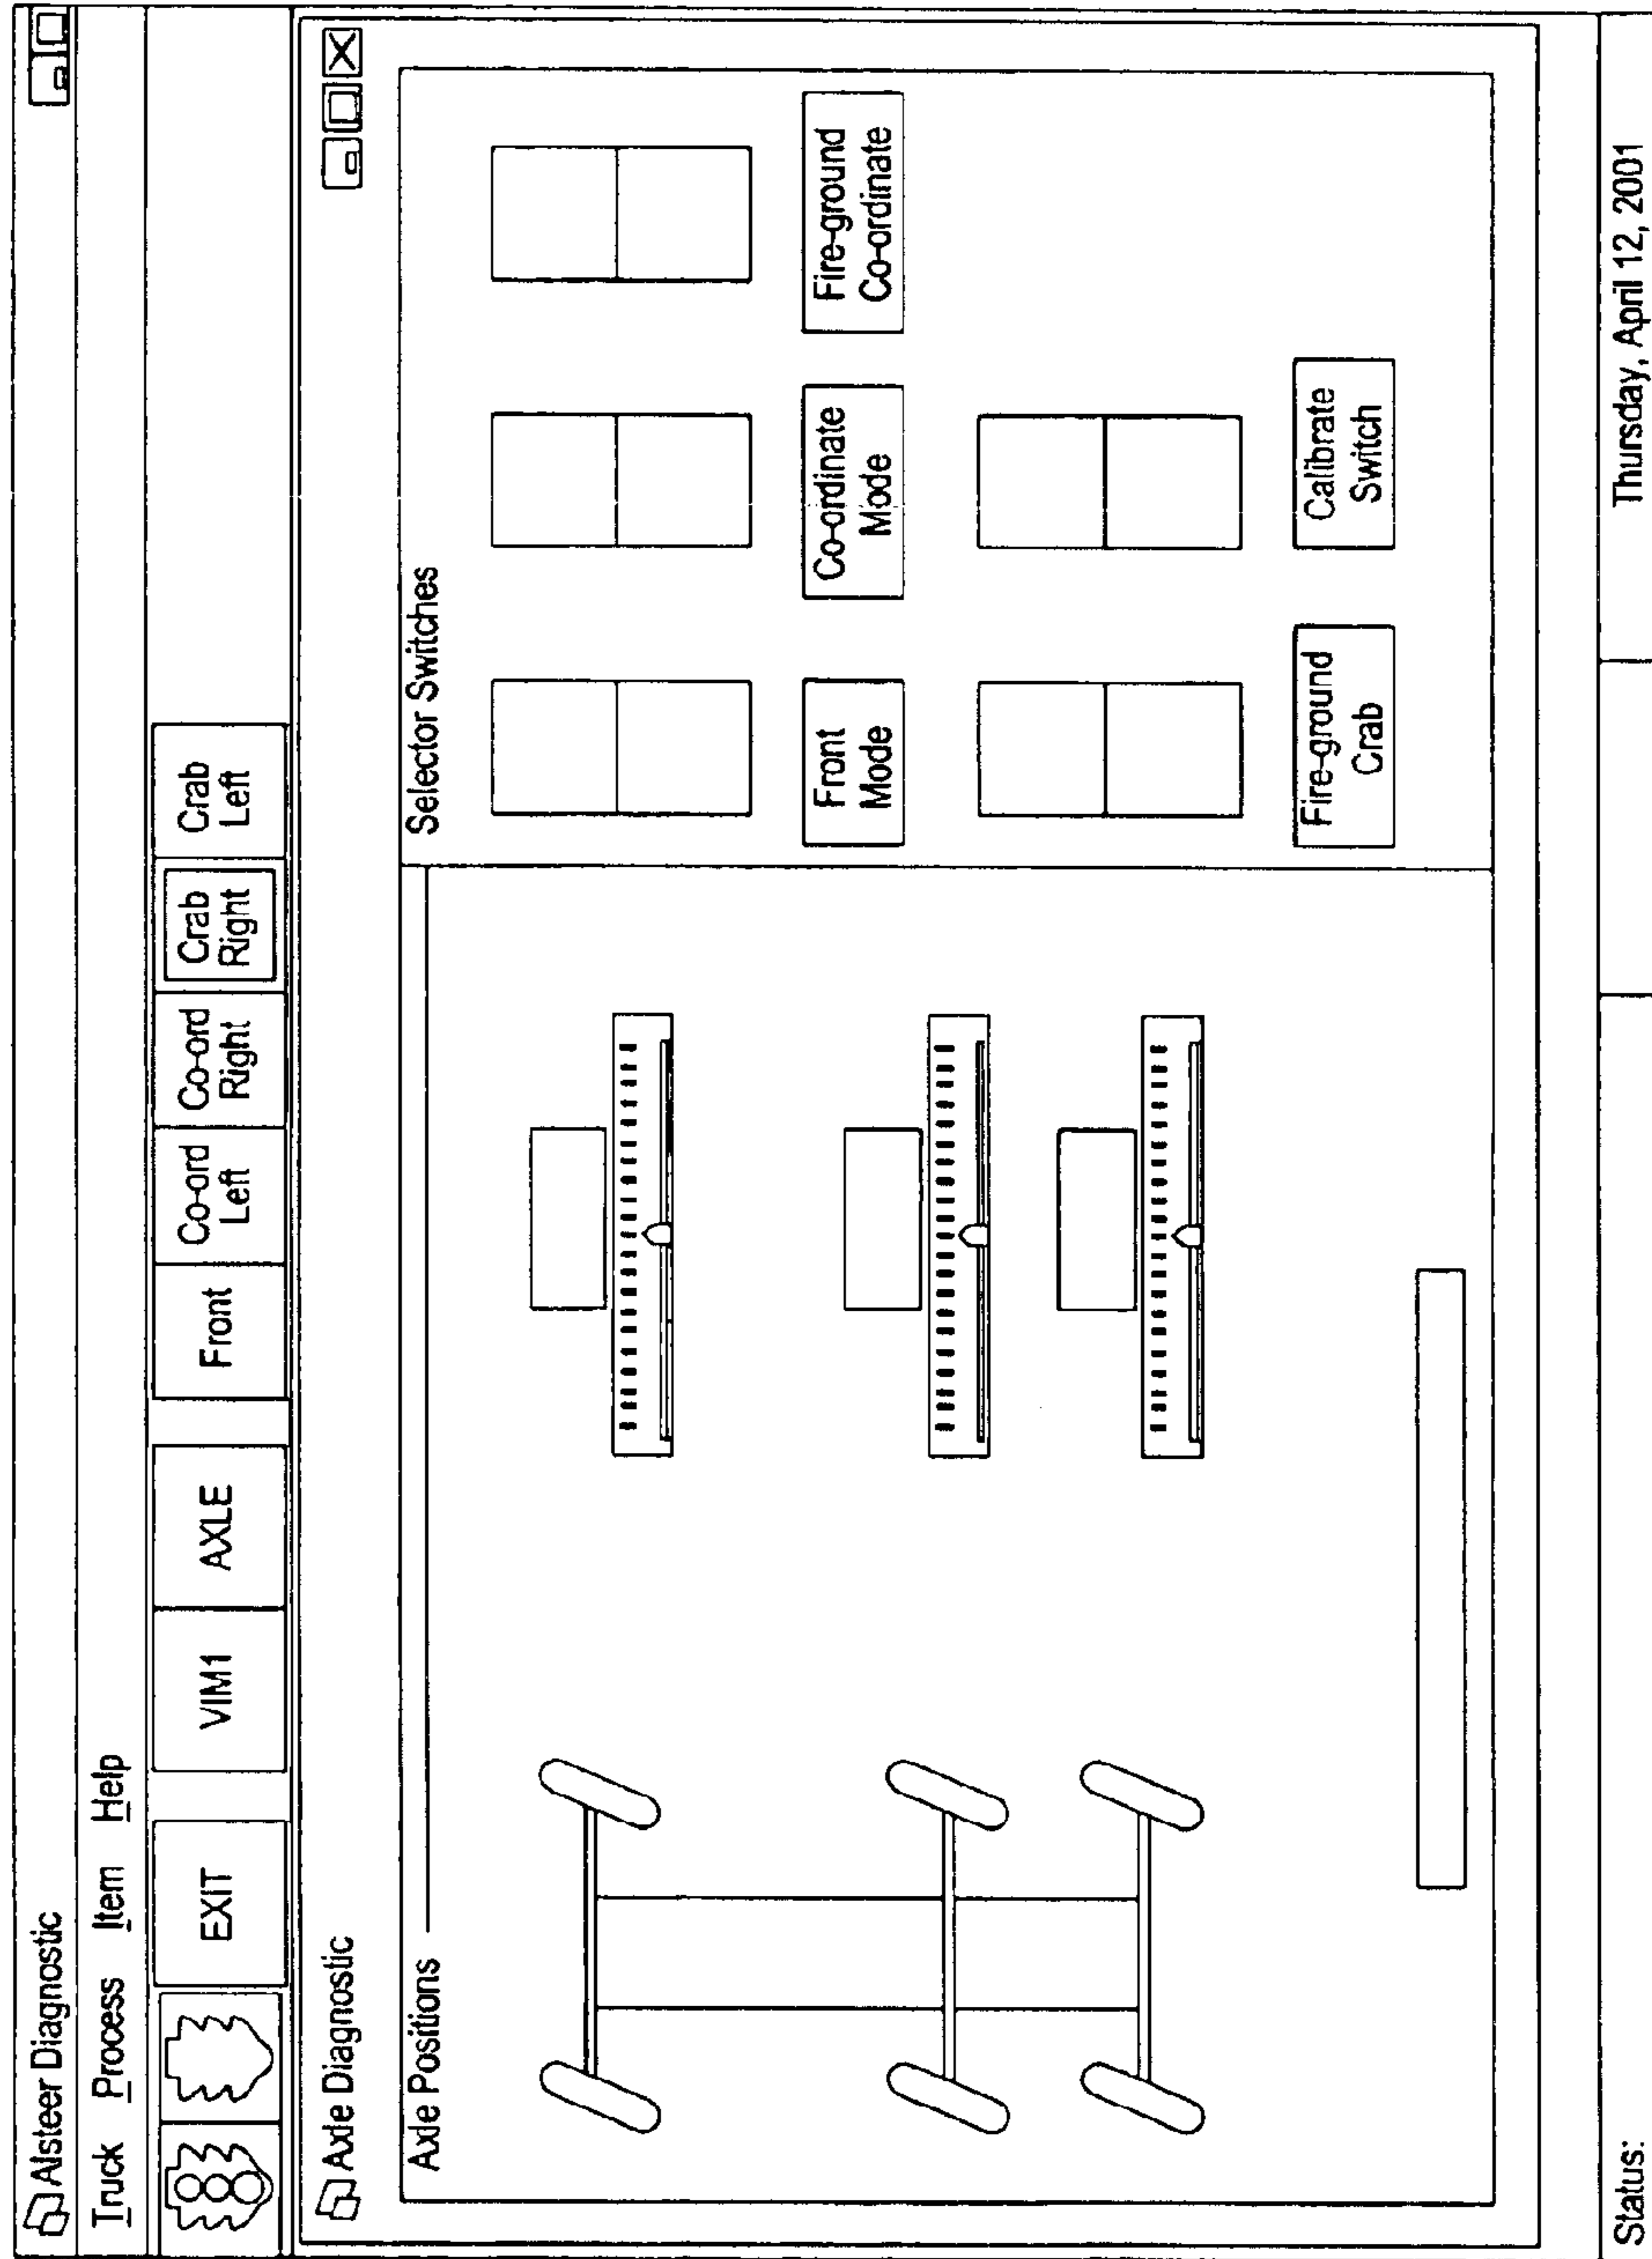 Alsteer Diagnostic
Truck Process Item Help
EXIT VIM1 AXLE Front Co-ord Left Co-ord Right Crab Right Crab Left
Axle Diagnostic
Axle Positions
Selector Switches
Front
Mode
Co-ordinate
Mode
Fire-ground
Co-ordinate
Fire-ground
Crab
Calibrate
Switch
Status:
Thursday, April 12, 2001